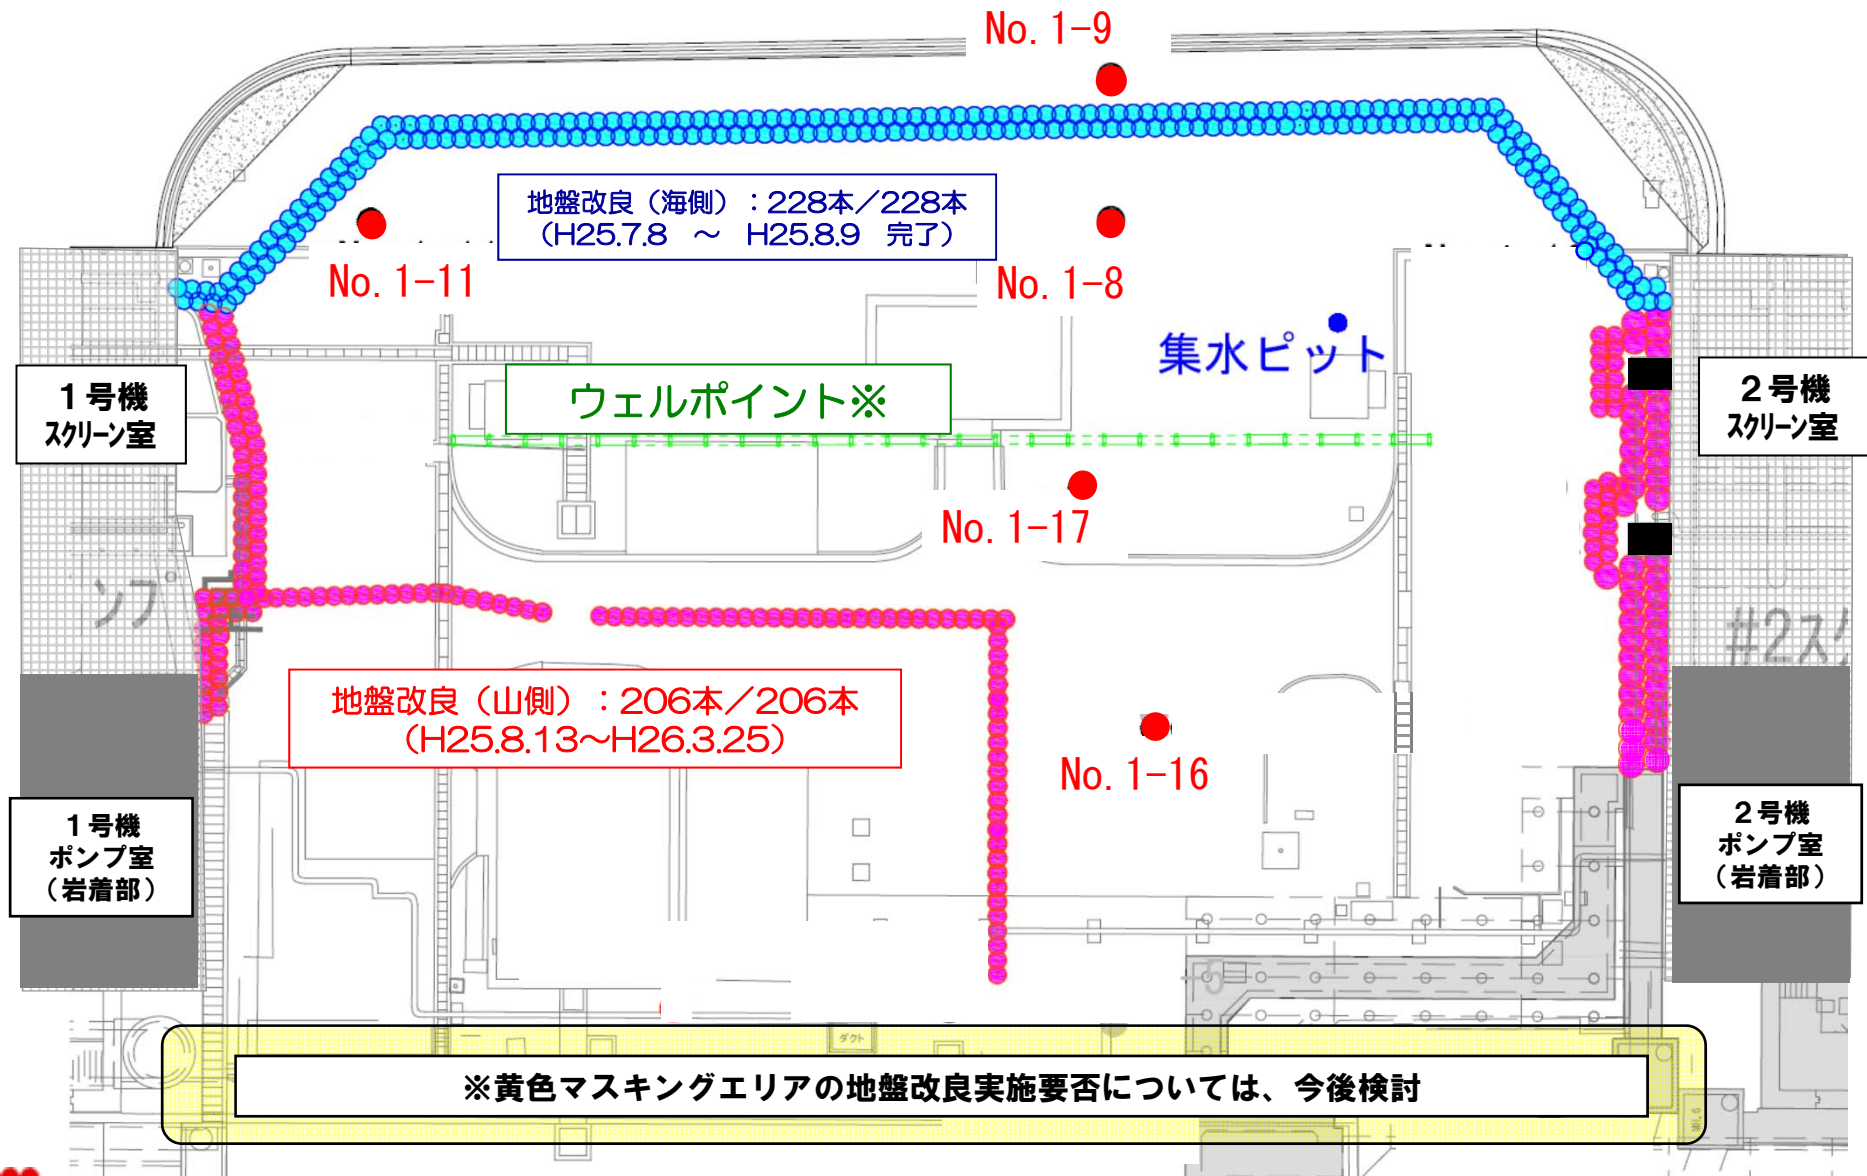 No. 1-9
地盤改良（海側）：228本／228本
（H25.7.8　～　H25.8.9　完了）
No. 1-11
No. 1-8
集水ピット
1号機
スクリーン室
ウェルポイント※
2号機
スクリーン室
No. 1-17
ンプ
#2ス
地盤改良（山側）：206本／206本
（H25.8.13～H26.3.25）
No. 1-16
1号機
ポンプ室
（岩着部）
2号機
ポンプ室
（岩着部）
ダクト
※黄色マスキングエリアの地盤改良実施要否については、今後検討